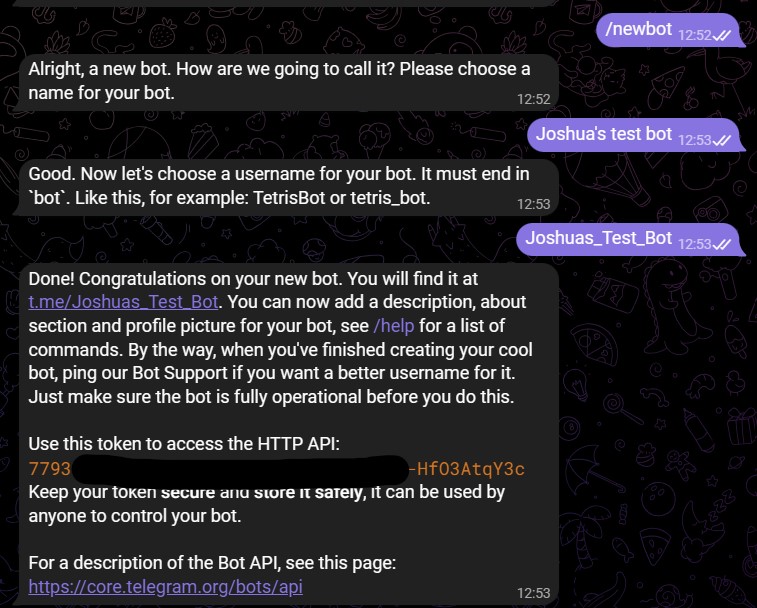 /newbot 12:52
Alright, a new bot. How are we going to call it? Please choose a
name for your bot.
12:52
Joshua's test bot 12:53
Good. Now let's choose a username for your bot. It must end in
`bot`. Like this, for example: TetrisBot or tetris_bot.
12:53
Joshuas_Test_Bot 12:53
Done! Congratulations on your new bot. You will find it at
t.me/Joshuas_Test_Bot. You can now add a description, about
section and profile picture for your bot, see /help for a list of
commands. By the way, when you've finished creating your cool
bot, ping our Bot Support if you want a better username for it.
Just make sure the bot is fully operational before you do this.
Use this token to access the HTTP API:
7793 -HfO3AtqY3c
Keep your token secure and store it safely, it can be used by
anyone to control your bot.
For a description of the Bot API, see this page:
https://core.telegram.org/bots/api
12:53